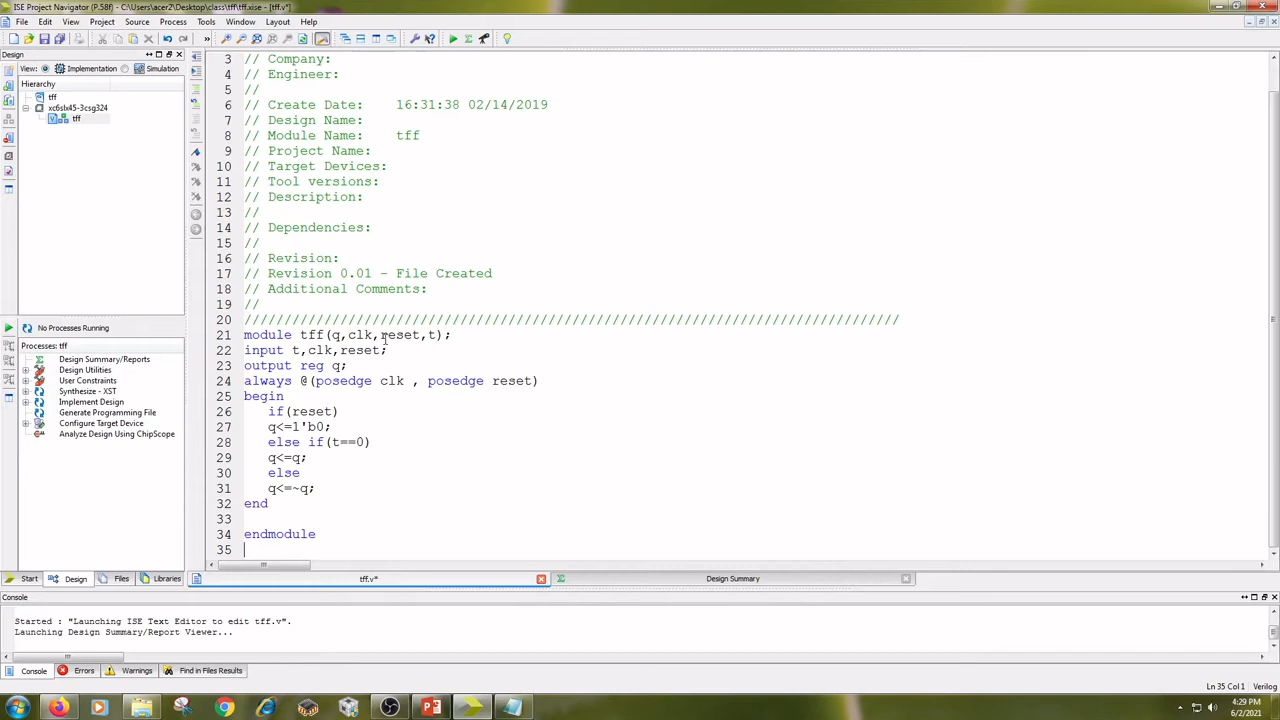 ISE Project Navigator (P.58f) - C:\Users\acer2\Desktop\class\tff\tff.xise - [tff.v*]
File Edit View Project Source Process Tools Window Layout Help
Design
View: Implementation Simulation
Hierarchy
tff
xc6slx45-3csg324
tff
No Processes Running
Processes: tff
Design Summary/Reports
Design Utilities
User Constraints
Synthesize - XST
Implement Design
Generate Programming File
Configure Target Device
Analyze Design Using ChipScope
Start Design Files Libraries
3 // Company:
4 // Engineer:
5 //
6 // Create Date: 16:31:38 02/14/2019
7 // Design Name:
8 // Module Name: tff
9 // Project Name:
10 // Target Devices:
11 // Tool versions:
12 // Description:
13 //
14 // Dependencies:
15 //
16 // Revision:
17 // Revision 0.01 - File Created
18 // Additional Comments:
19 //
20 //////////////////////////////////////////////////////////////////////////////////
21 module tff(q,clk,reset,t);
22 input t,clk,reset;
23 output reg q;
24 always @(posedge clk , posedge reset)
25 begin
26 if(reset)
27 q<=1'b0;
28 else if(t==0)
29 q<=q;
30 else
31 q<=~q;
32 end
33
34 endmodule
35
tff.v* Design Summary
Console
Started : "Launching ISE Text Editor to edit tff.v".
Launching Design Summary/Report Viewer...
Console Errors Warnings Find in Files Results
Ln 35 Col 1 Verilog
4:29 PM
6/2/2021